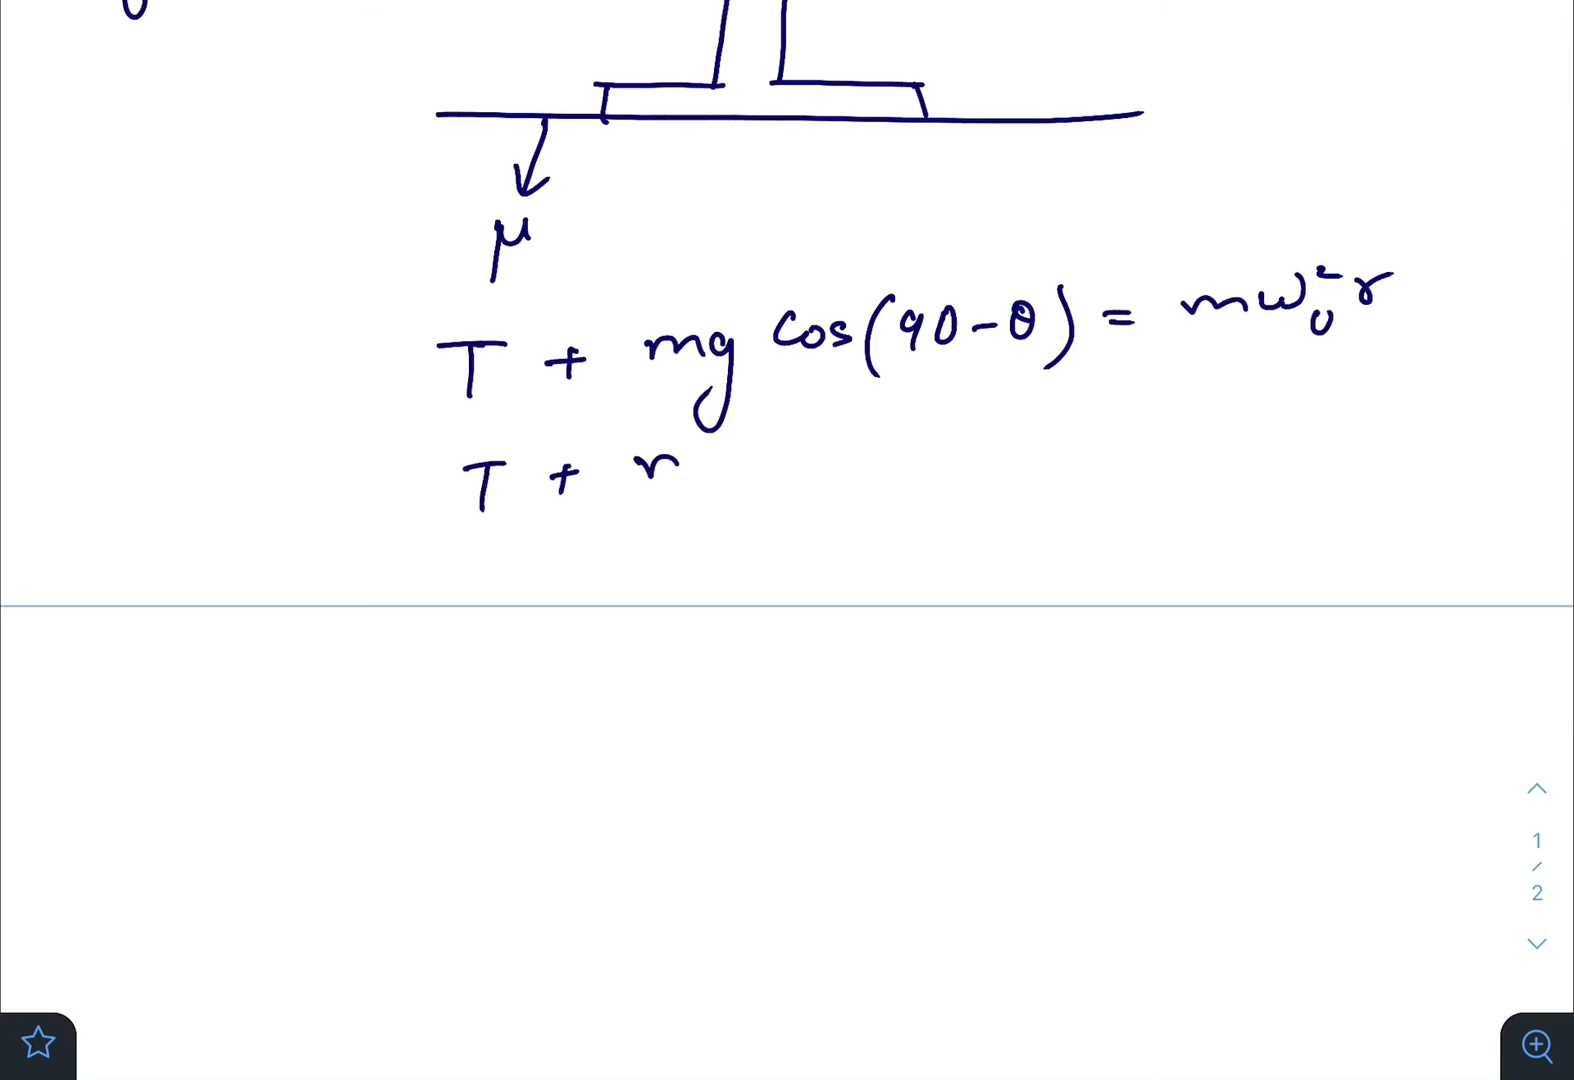 μ
T + mg cos(90-θ) = mω₀²r
T + r
1
/
2